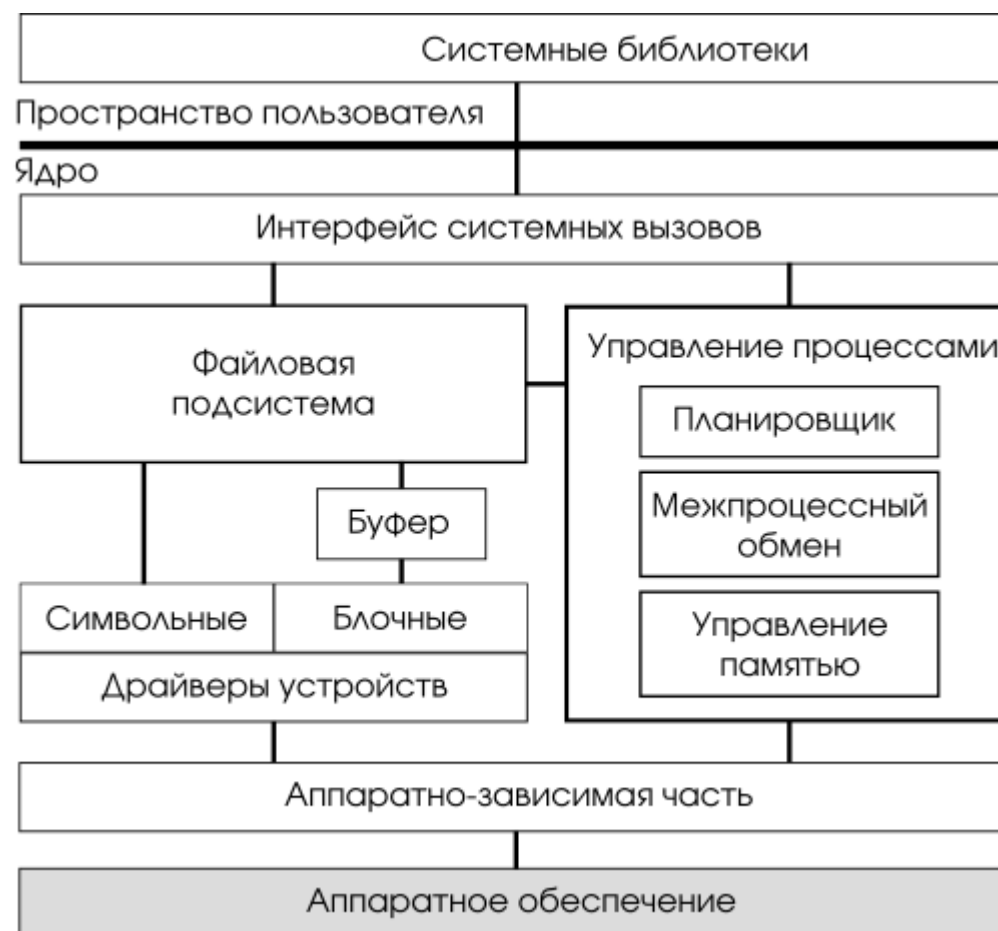 Системные библиотеки
Пространство пользователя
Ядро
Интерфейс системных вызовов
Файловая
подсистема
Буфер
Символьные
Блочные
Драйверы устройств
Управление процессами
Планировщик
Межпроцессный
обмен
Управление
памятью
Аппаратно-зависимая часть
Аппаратное обеспечение